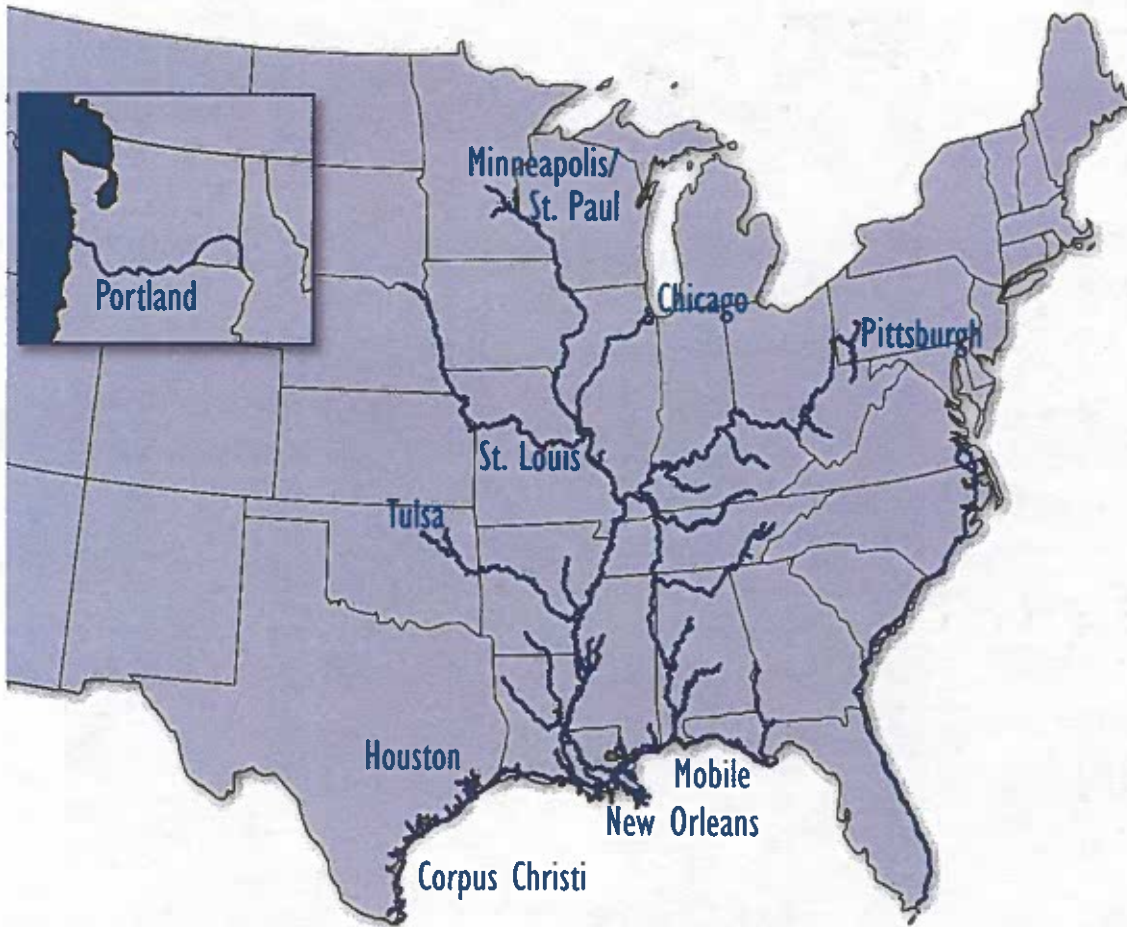 Minneapolis/
St. Paul
Portland
Chicago
Pittsburgh
St. Louis
Tulsa
Houston
Mobile
New Orleans
Corpus Christi